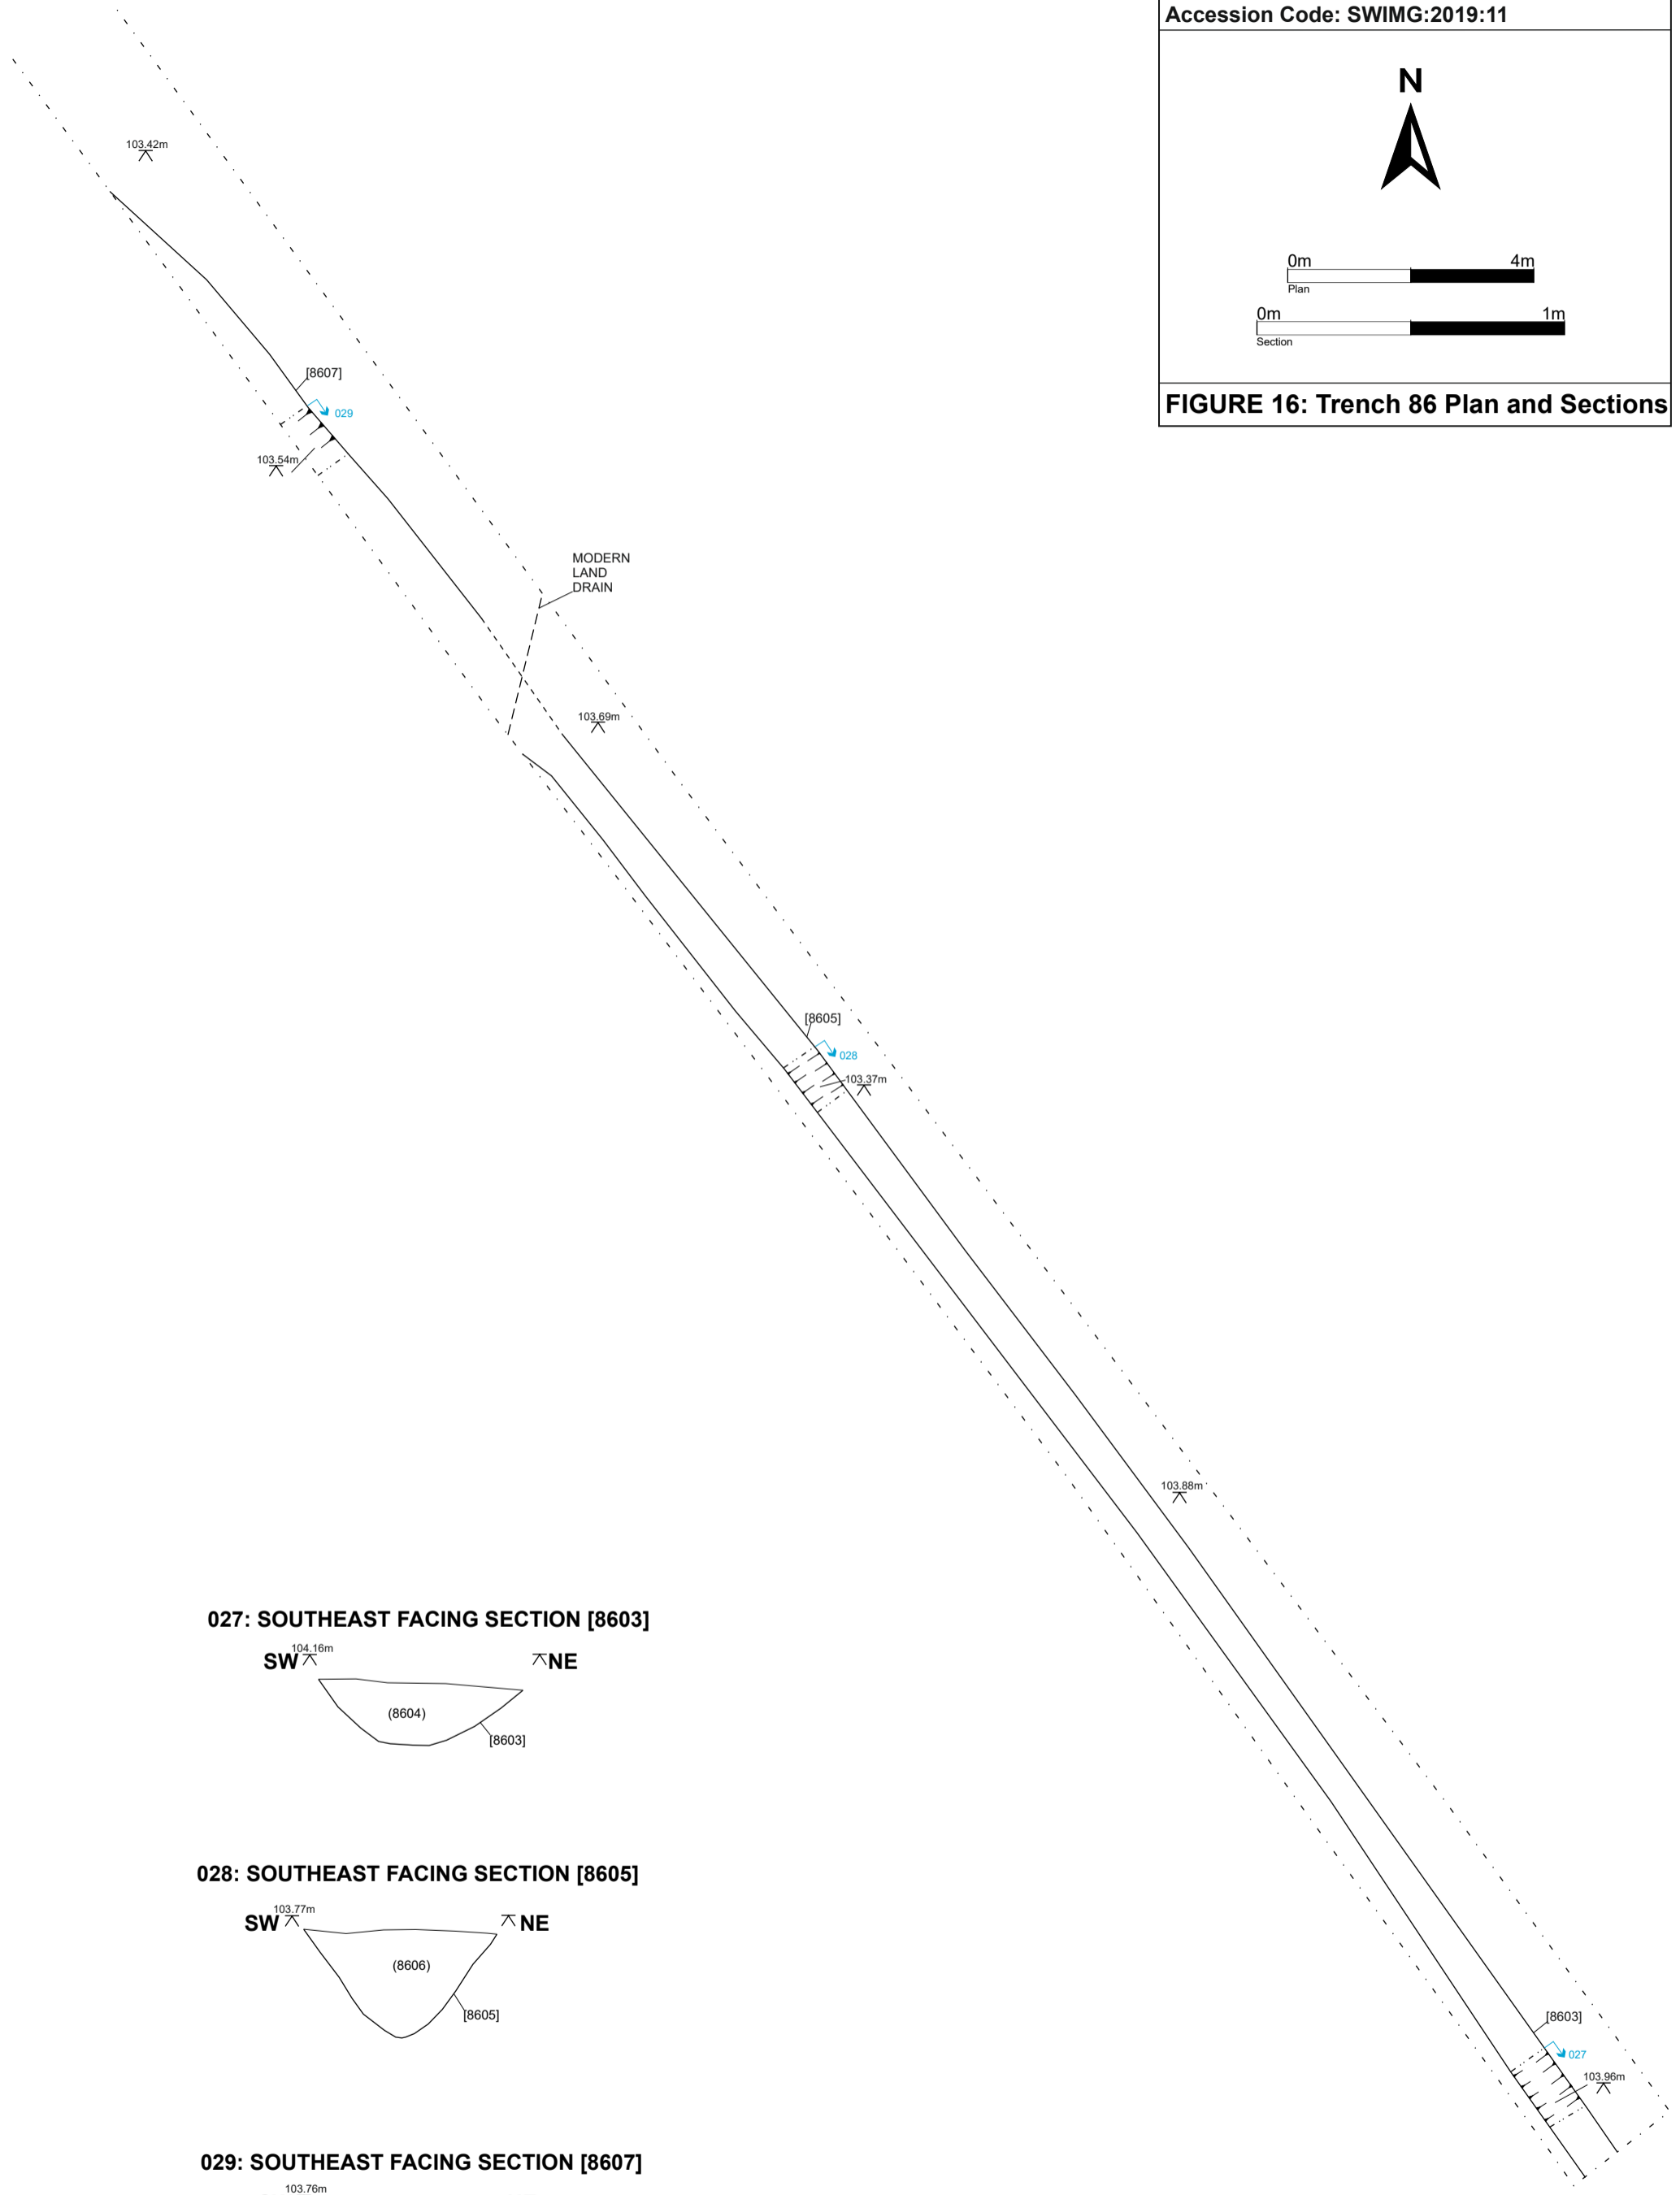 Accession Code: SWIMG:2019:11
N
0m 4m
Plan
0m 1m
Section
FIGURE 16: Trench 86 Plan and Sections
103.42m
[8607]
029
103.54m
MODERN
LAND
DRAIN
103.69m
[8605]
028
103.37m
103.88m
[8603]
027
103.96m
027: SOUTHEAST FACING SECTION [8603]
104.16m
SW NE
(8604)
[8603]
028: SOUTHEAST FACING SECTION [8605]
103.77m
SW NE
(8606)
[8605]
029: SOUTHEAST FACING SECTION [8607]
103.76m